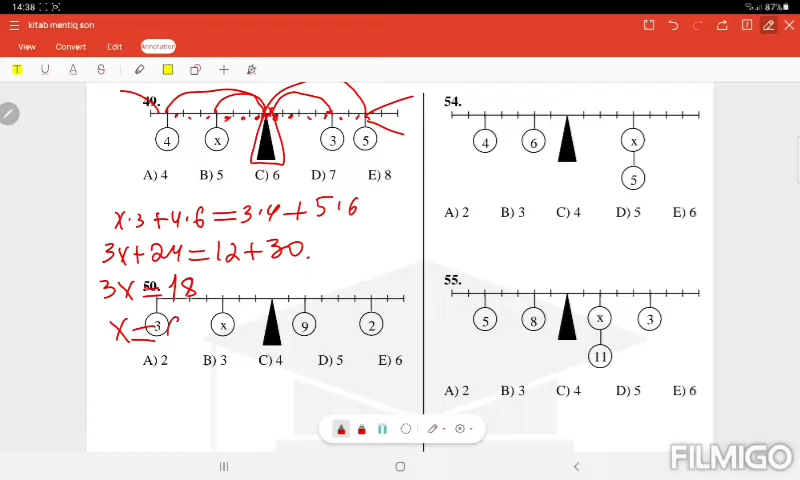 14:38
87%
kitab mentiq son
View Convert Edit Annotation
49.
4 x 3 5
A) 4 B) 5 C) 6 D) 7 E) 8
x·3+4·6=3·4+5·6
3x+24=12+30.
3x=18
x=
50.
3 x 9 2
A) 2 B) 3 C) 4 D) 5 E) 6
54.
4 6 x
5
A) 2 B) 3 C) 4 D) 5 E) 6
55.
5 8 x 3
11
A) 2 B) 3 C) 4 D) 5 E) 6
FILMIGO